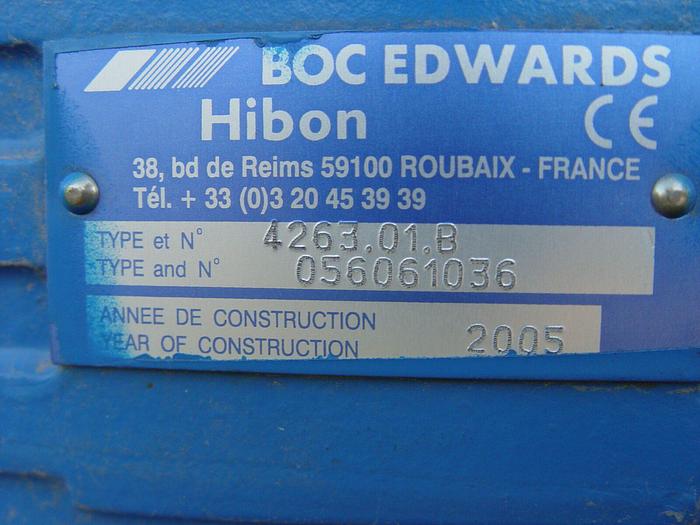 BOC EDWARDS
Hibon CE
38, bd de Reims 59100 ROUBAIX - FRANCE
Tél. + 33 (0)3 20 45 39 39
TYPE et N° 4263.01.B
TYPE and N° 056061036
ANNEE DE CONSTRUCTION
YEAR OF CONSTRUCTION 2005